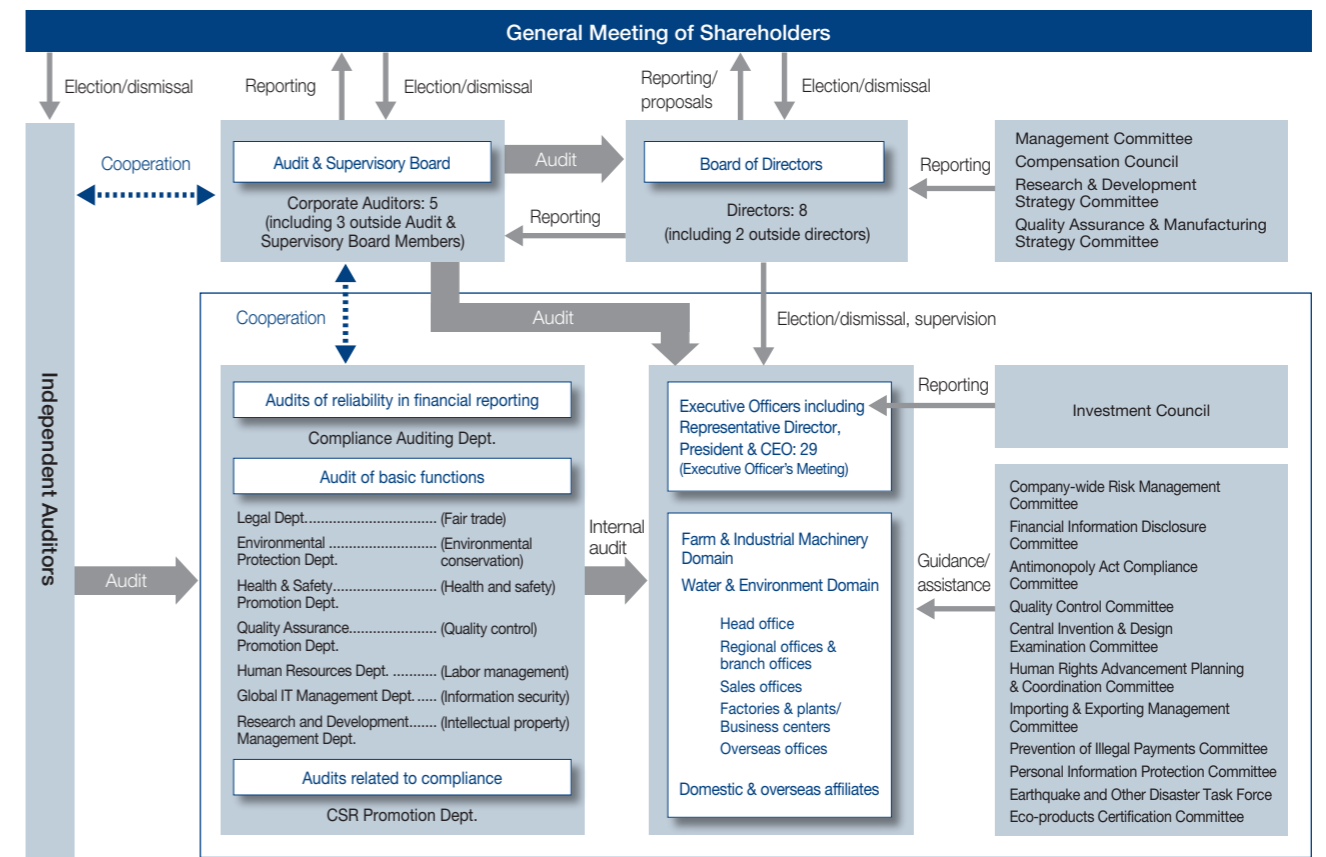 General Meeting of Shareholders
Election/dismissal
Reporting
Election/dismissal
Reporting/
proposals
Election/dismissal
Independent Auditors
Cooperation
Audit & Supervisory Board
Corporate Auditors: 5
(including 3 outside Audit &
Supervisory Board Members)
Audit
Reporting
Board of Directors
Directors: 8
(including 2 outside directors)
Reporting
Management Committee
Compensation Council
Research & Development
Strategy Committee
Quality Assurance & Manufacturing
Strategy Committee
Cooperation
Audit
Election/dismissal, supervision
Audit
Audits of reliability in financial reporting
Compliance Auditing Dept.
Audit of basic functions
Legal Dept................................ (Fair trade)
Environmental .......................... (Environmental
Protection Dept. conservation)
Health & Safety......................... (Health and safety)
Promotion Dept.
Quality Assurance..................... (Quality control)
Promotion Dept.
Human Resources Dept. ........... (Labor management)
Global IT Management Dept. ..... (Information security)
Research and Development....... (Intellectual property)
Management Dept.
Audits related to compliance
CSR Promotion Dept.
Internal
audit
Executive Officers including
Representative Director,
President & CEO: 29
(Executive Officer's Meeting)
Farm & Industrial Machinery
Domain
Water & Environment Domain
Head office
Regional offices &
branch offices
Sales offices
Factories & plants/
Business centers
Overseas offices
Domestic & overseas affiliates
Reporting
Investment Council
Guidance/
assistance
Company-wide Risk Management
Committee
Financial Information Disclosure
Committee
Antimonopoly Act Compliance
Committee
Quality Control Committee
Central Invention & Design
Examination Committee
Human Rights Advancement Planning
& Coordination Committee
Importing & Exporting Management
Committee
Prevention of Illegal Payments Committee
Personal Information Protection Committee
Earthquake and Other Disaster Task Force
Eco-products Certification Committee